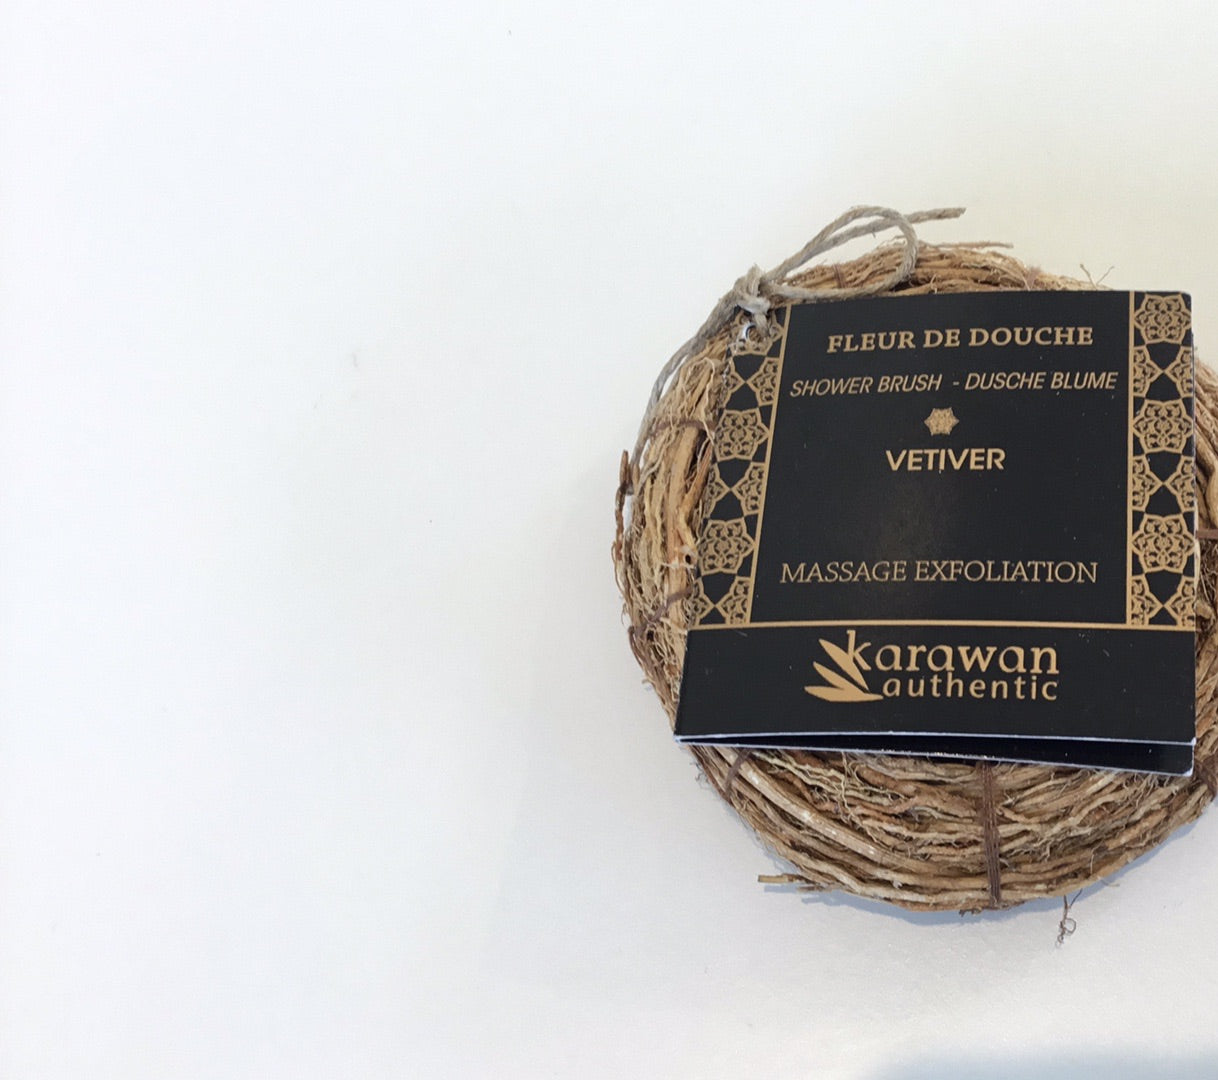 FLEUR DE DOUCHE
SHOWER BRUSH - DUSCHE BLUME
VETIVER
MASSAGE EXFOLIATION
karawan
authentic